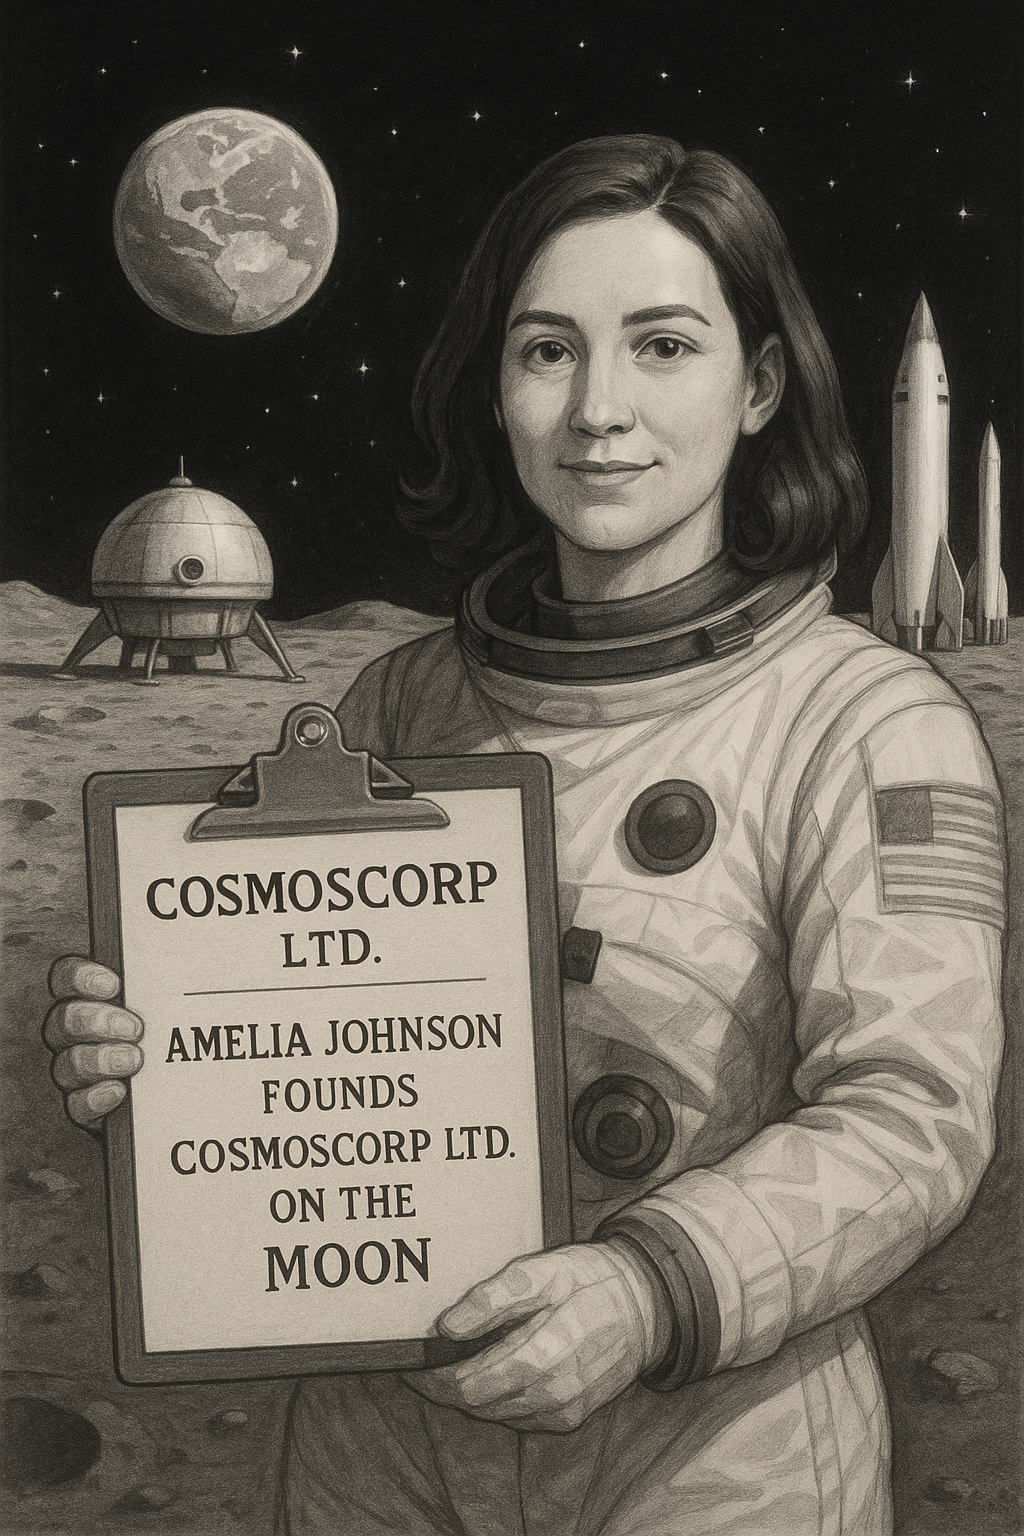 COSMOSCORP
LTD.
AMELIA JOHNSON
FOUNDS
COSMOSCORP LTD.
ON THE
MOON